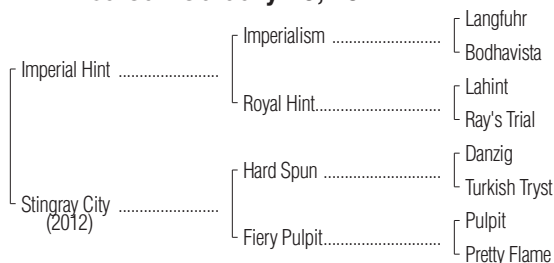 Langfuhr
Imperialism
Bodhavista
Imperial Hint
Lahint
Royal Hint
Ray's Trial
Danzig
Hard Spun
Turkish Tryst
Stingray City
(2012)
Pulpit
Fiery Pulpit
Pretty Flame